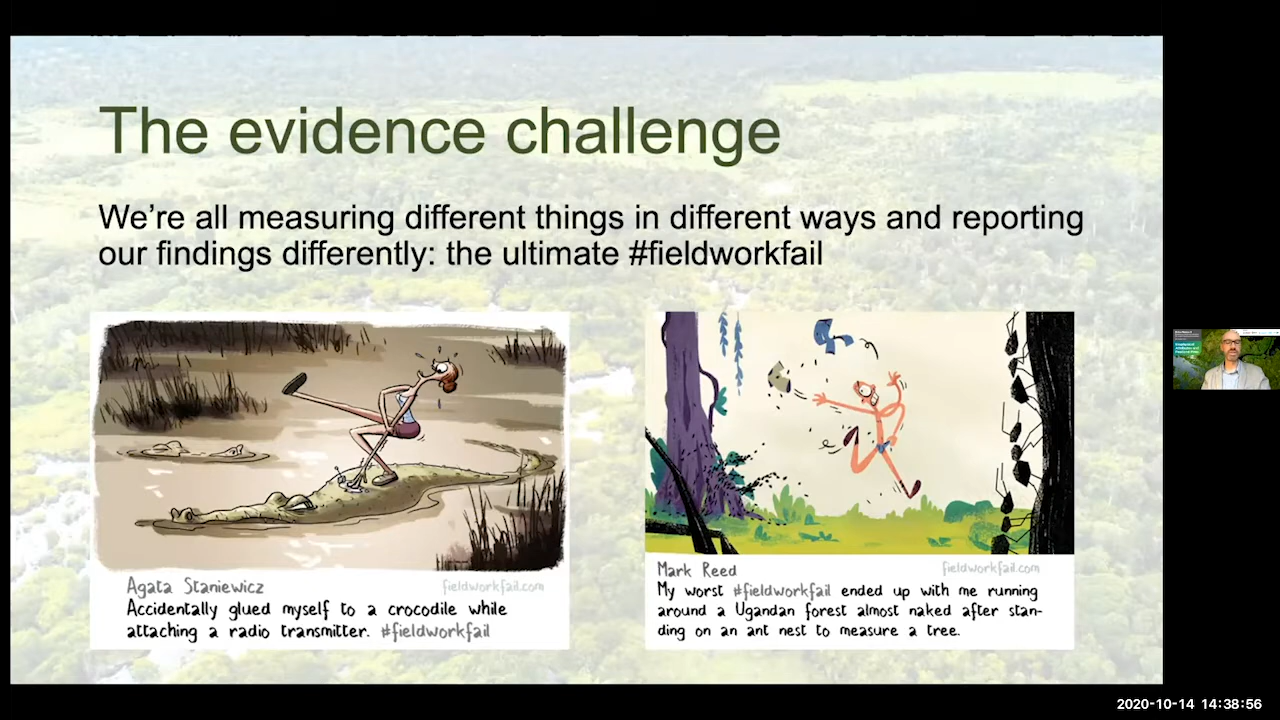 The evidence challenge
We're all measuring different things in different ways and reporting
our findings differently: the ultimate #fieldworkfail
Agata Staniewicz
fieldworkfail.com
Accidentally glued myself to a crocodile while
attaching a radio transmitter. #fieldworkfail
Mark Reed
fieldworkfail.com
My worst #fieldworkfail ended up with me running
around a Ugandan forest almost naked after stan-
ding on an ant nest to measure a tree.
2020-10-14 14:38:56